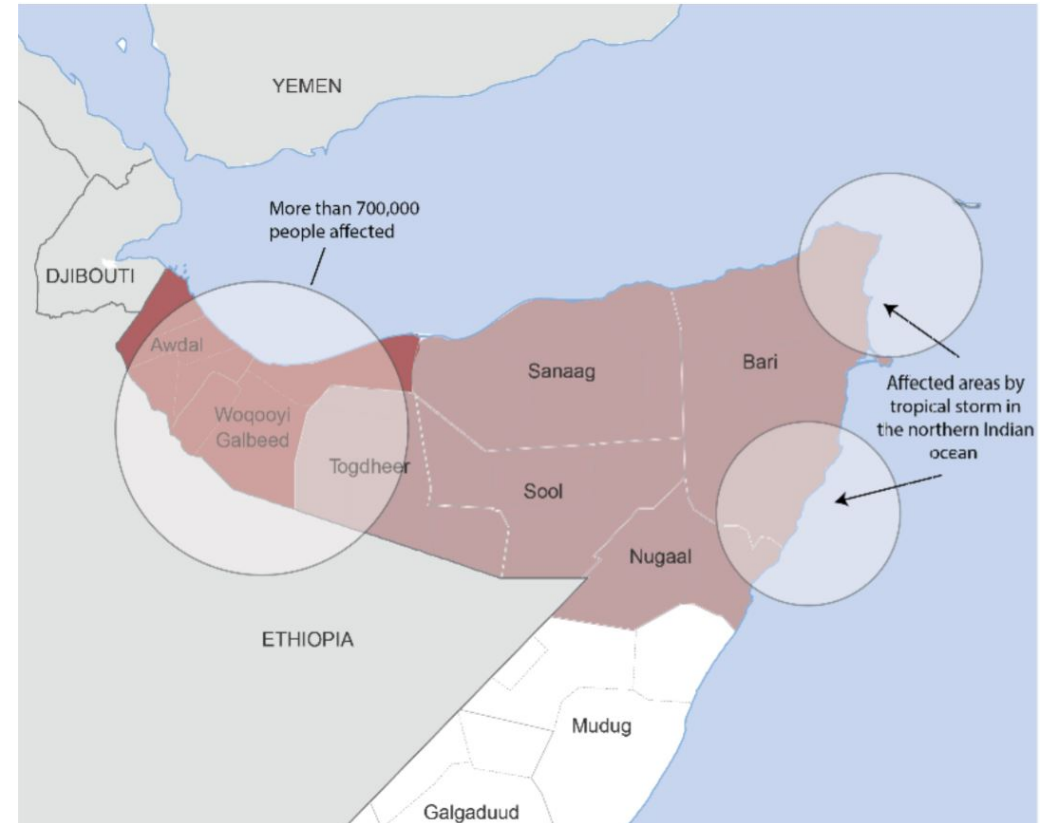 YEMEN
More than 700,000
people affected
DJIBOUTI
Awdal
Sanaag
Bari
Affected areas by
tropical storm in
the northern Indian
ocean
Woqooyi
Galbeed
Togdheer
Sool
Nugaal
ETHIOPIA
Mudug
Galgaduud